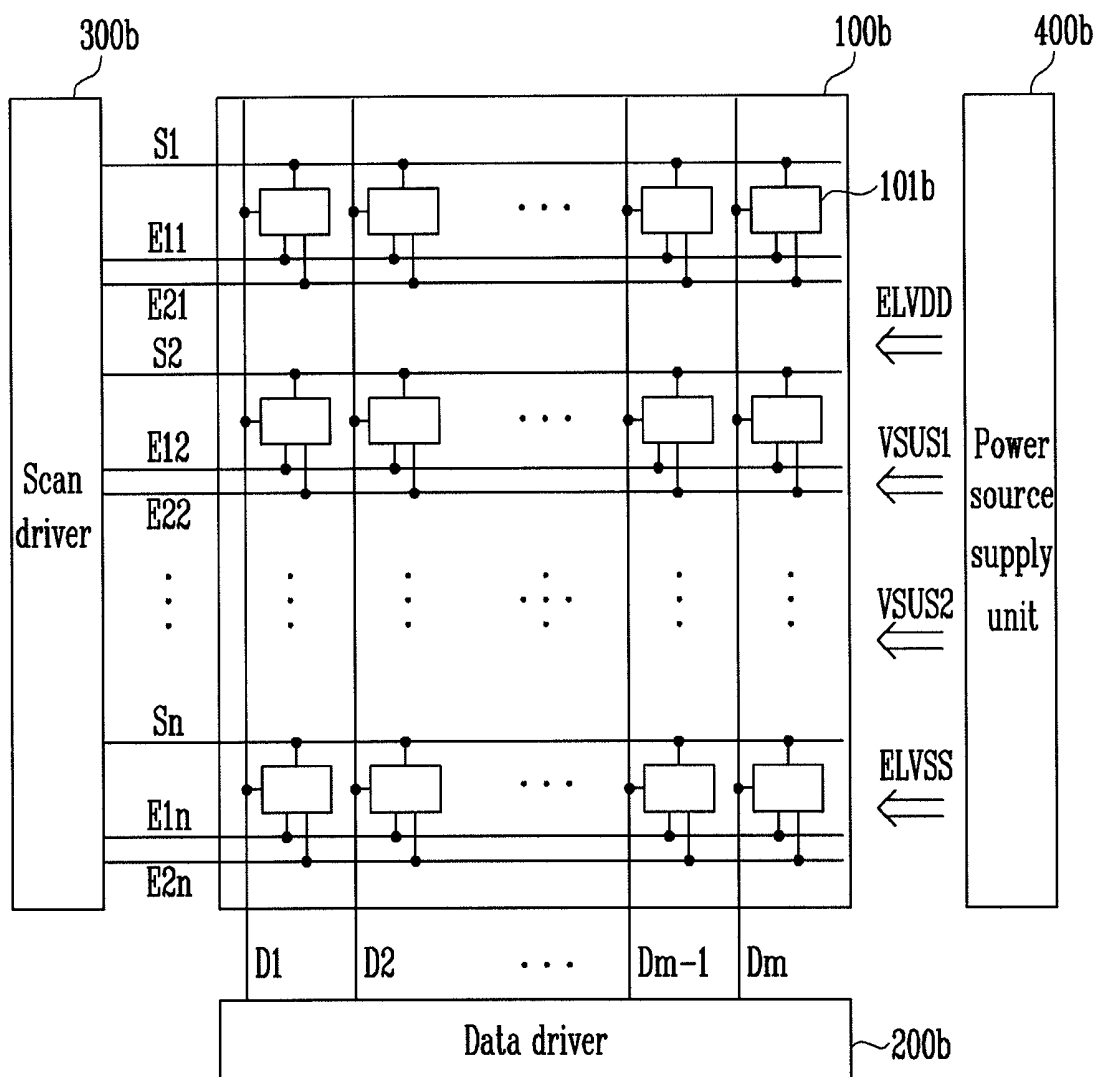 300b
100b
400b
S1
101b
E11
E21
ELVDD
S2
E12
VSUS1
E22
Scan
driver
Power
source
supply
unit
VSUS2
Sn
ELVSS
E1n
E2n
D1
D2
Dm-1
Dm
Data driver
200b